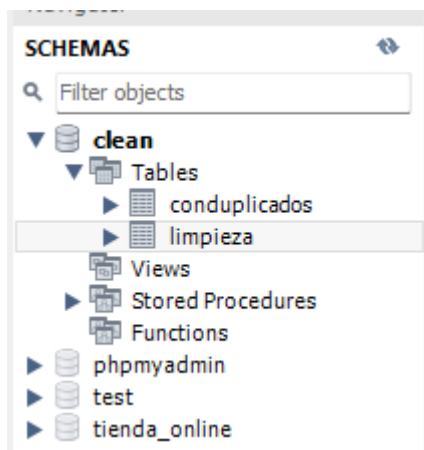 SCHEMAS
Filter objects
clean
Tables
conduplicados
limpieza
Views
Stored Procedures
Functions
phpmyadmin
test
tienda_online